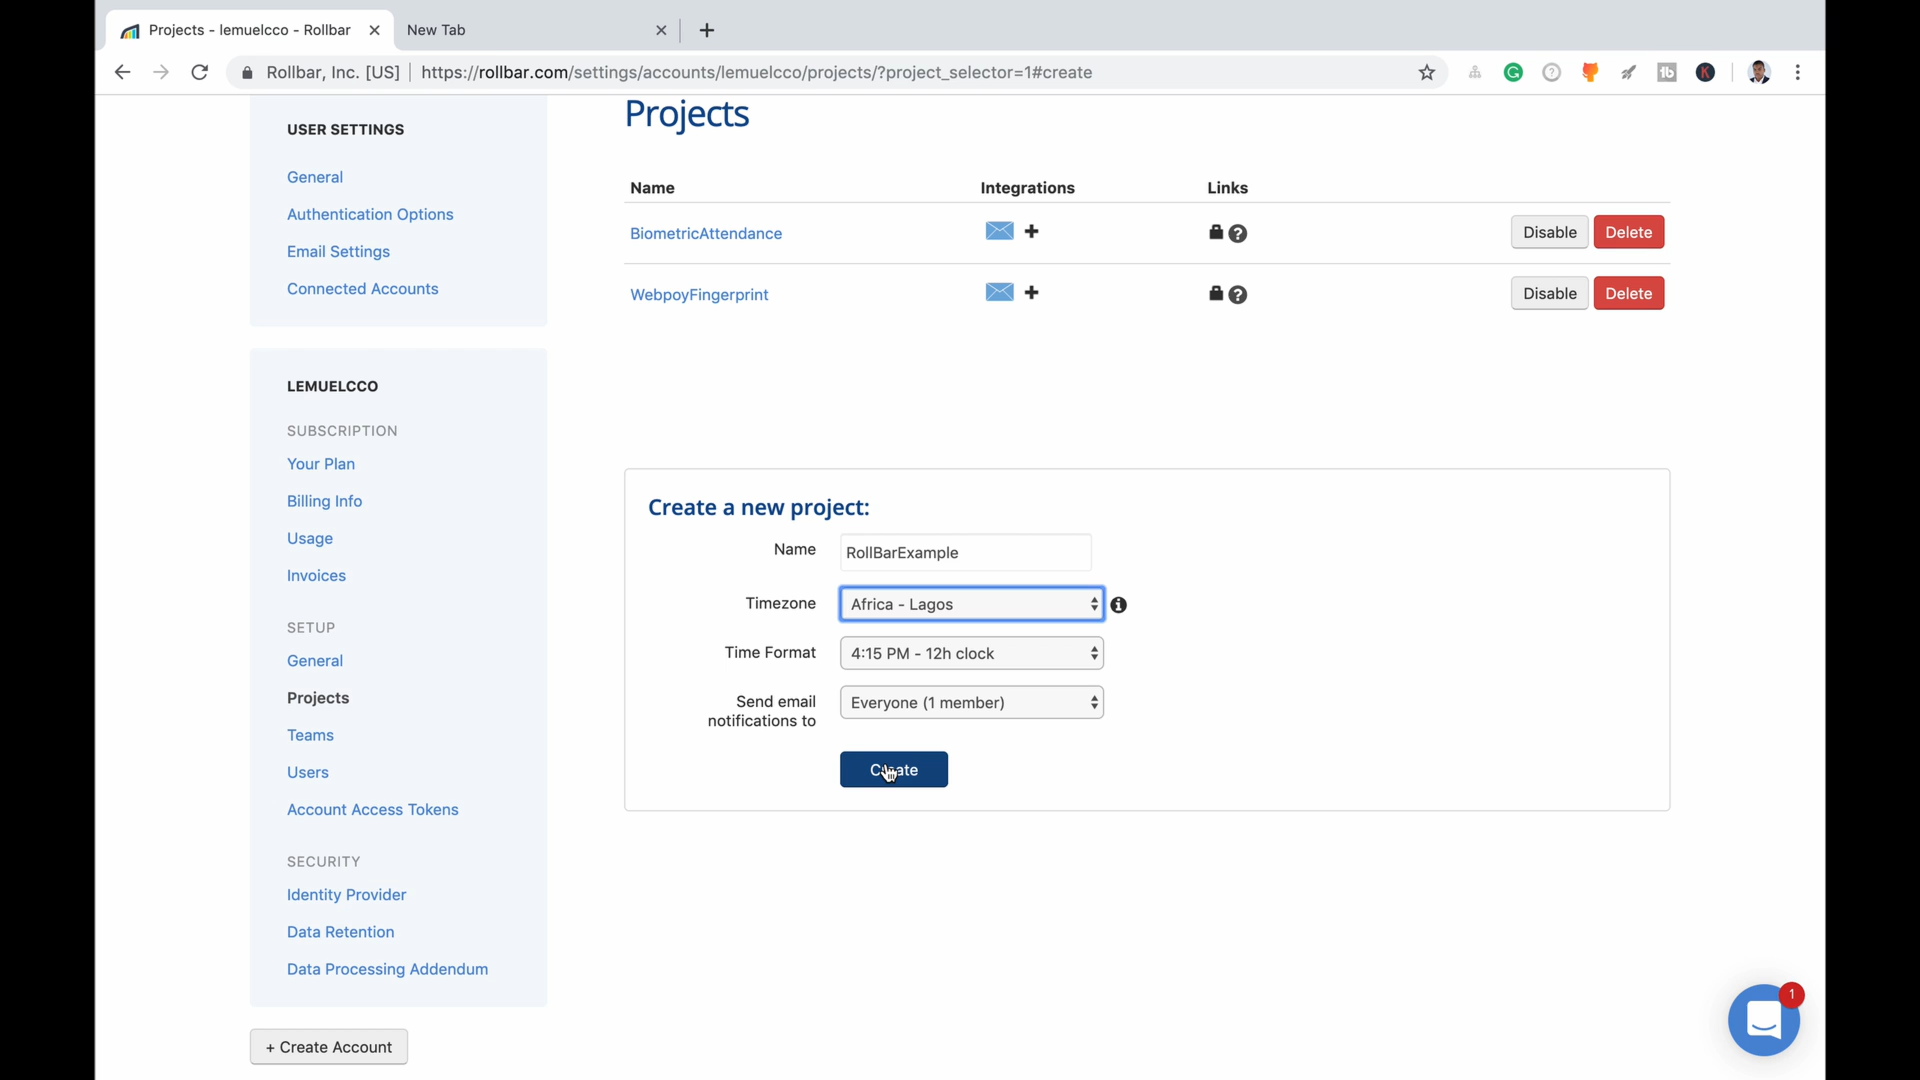 Projects - lemuelcco - Rollbar
New Tab
Rollbar, Inc. [US]
https://rollbar.com/settings/accounts/lemuelcco/projects/?project_selector=1#create
USER SETTINGS
General
Authentication Options
Email Settings
Connected Accounts
LEMUELCCO
SUBSCRIPTION
Your Plan
Billing Info
Usage
Invoices
SETUP
General
Projects
Teams
Users
Account Access Tokens
SECURITY
Identity Provider
Data Retention
Data Processing Addendum
+ Create Account
Projects
Name Integrations Links
BiometricAttendance Disable Delete
WebpoyFingerprint Disable Delete
Create a new project:
Name RollBarExample
Timezone Africa - Lagos
Time Format 4:15 PM - 12h clock
Send email
notifications to Everyone (1 member)
Create
1